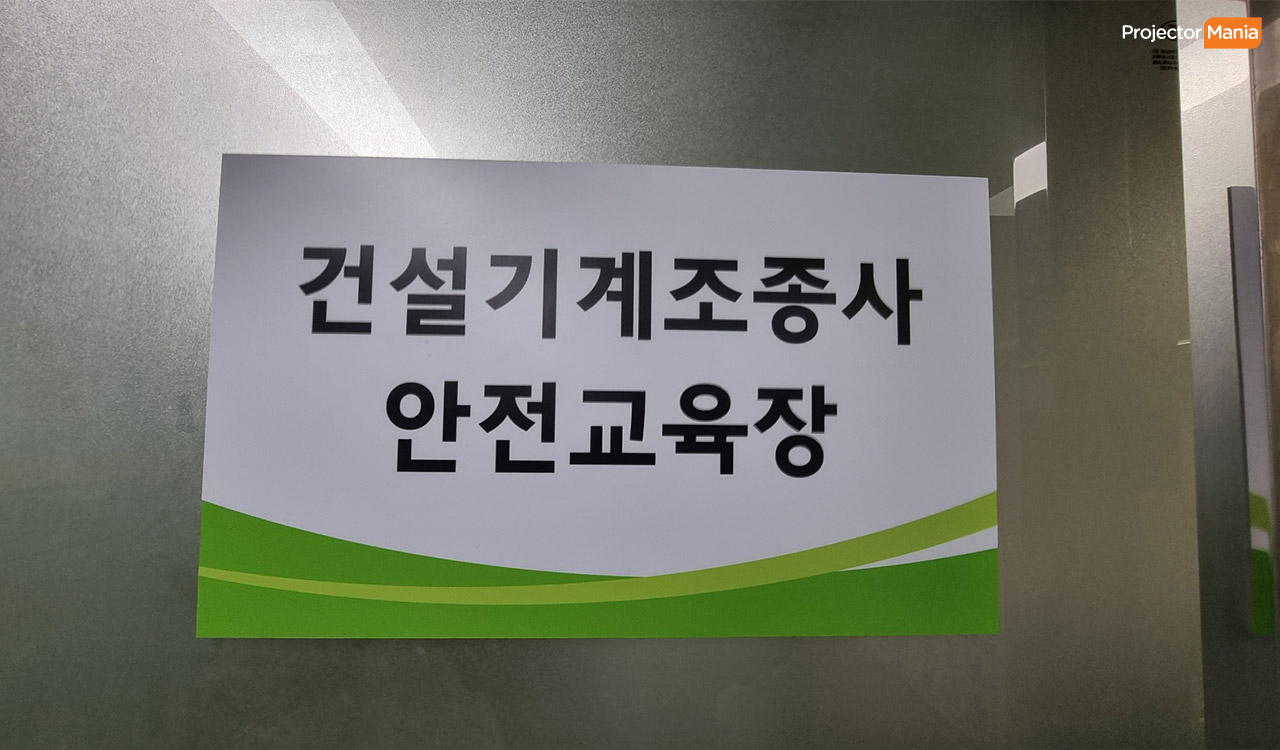 Projector Mania
건설기계조종사
안전교육장